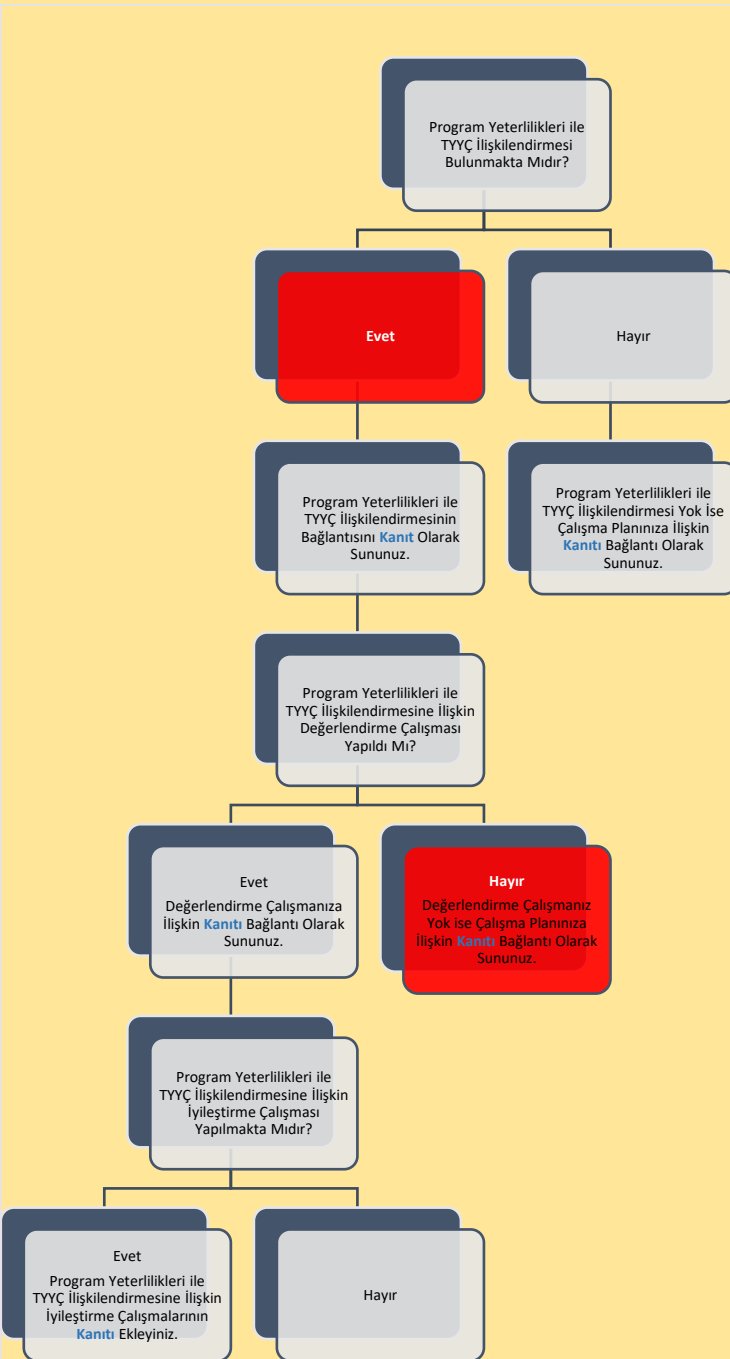 Program Yeterlilikleri ile
TYYÇ İlişkilendirmesi
Bulunmakta Mıdır?
Evet
Hayır
Program Yeterlilikleri ile
TYYÇ İlişkilendirmesinin
Bağlantısını Kanıt Olarak
Sununuz.
Program Yeterlilikleri ile
TYYÇ İlişkilendirmesi Yok İse
Çalışma Planınıza İlişkin
Kanıtı Bağlantı Olarak
Sununuz.
Program Yeterlilikleri ile
TYYÇ İlişkilendirmesine İlişkin
Değerlendirme Çalışması
Yapıldı Mı?
Evet
Değerlendirme Çalışmanıza
İlişkin Kanıtı Bağlantı Olarak
Sununuz.
Hayır
Değerlendirme Çalışmanız
Yok ise Çalışma Planınıza
İlişkin Kanıtı Bağlantı Olarak
Sununuz.
Program Yeterlilikleri ile
TYYÇ İlişkilendirmesine İlişkin
İyileştirme Çalışması
Yapılmakta Mıdır?
Evet
Program Yeterlilikleri ile
TYYÇ İlişkilendirmesine İlişkin
İyileştirme Çalışmalarının
Kanıtı Ekleyiniz.
Hayır